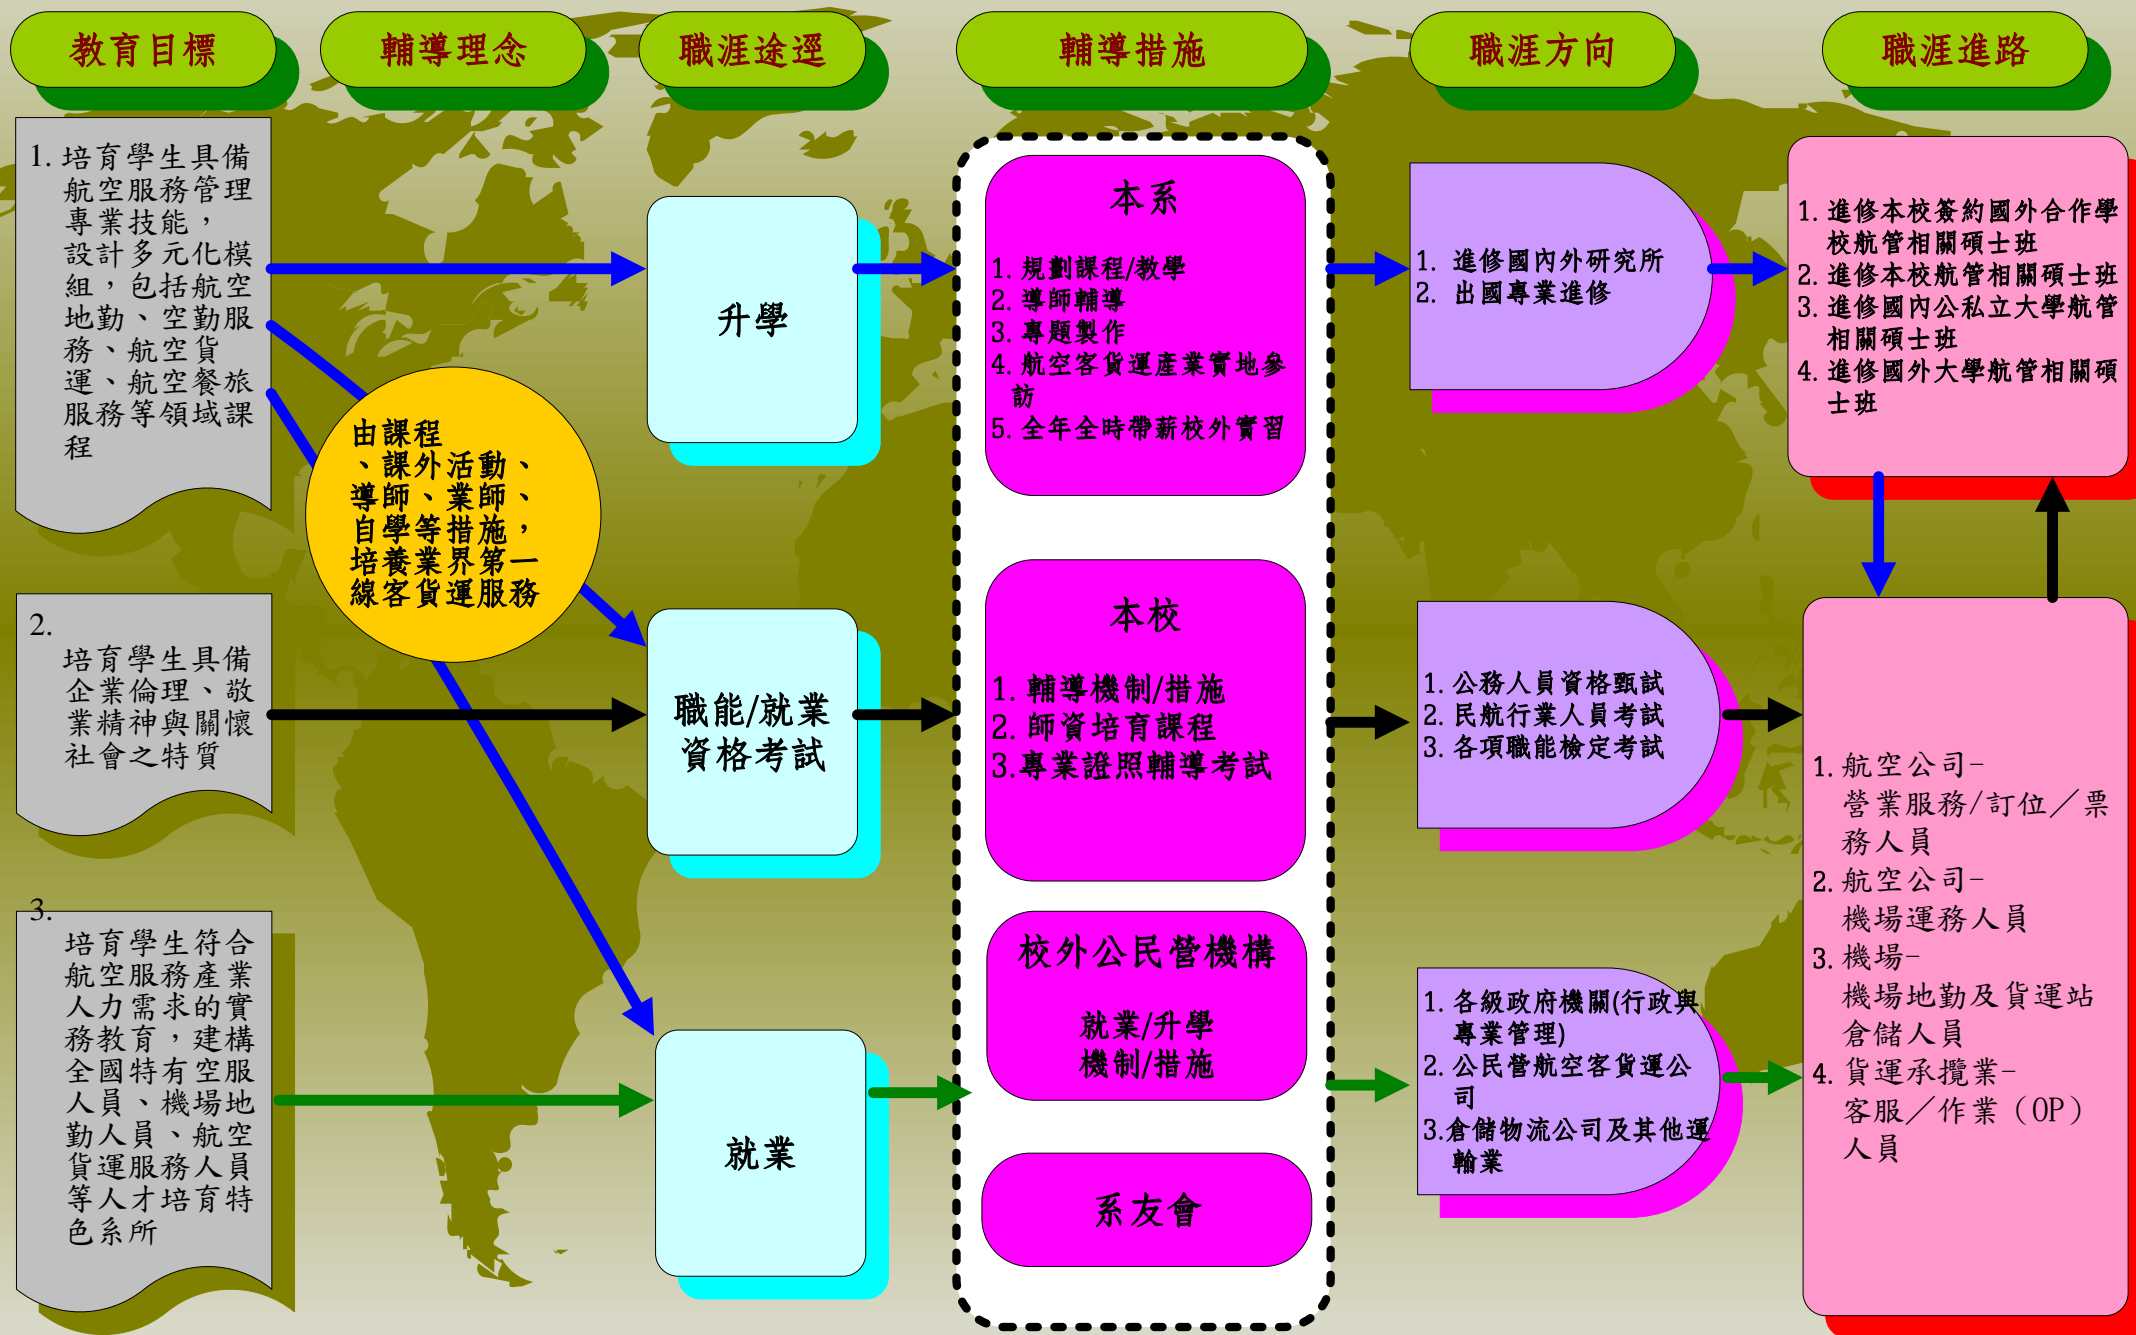 教育目標
輔導理念
職涯途逕
輔導措施
職涯方向
職涯進路
1. 培育學生具備
航空服務管理
專業技能，
設計多元化模
組，包括航空
地勤、空勤服
務、航空貨
運、航空餐旅
服務等領域課
程
2.
培育學生具備
企業倫理、敬
業精神與關懷
社會之特質
3.
培育學生符合
航空服務產業
人力需求的實
務教育，建構
全國特有空服
人員、機場地
勤人員、航空
貨運服務人員
等人才培育特
色系所
由課程
、課外活動、
導師、業師、
自學等措施，
培養業界第一
線客貨運服務
升學
職能/就業
資格考試
就業
本系
1. 規劃課程/教學
2. 導師輔導
3. 專題製作
4. 航空客貨運產業實地參
訪
5. 全年全時帶薪校外實習
本校
1. 輔導機制/措施
2. 師資培育課程
3.專業證照輔導考試
校外公民營機構
就業/升學
機制/措施
系友會
1. 進修國內外研究所
2. 出國專業進修
1. 公務人員資格甄試
2. 民航行業人員考試
3. 各項職能檢定考試
1. 各級政府機關(行政與
專業管理)
2. 公民營航空客貨運公
司
3.倉儲物流公司及其他運
輸業
1. 進修本校簽約國外合作學
校航管相關碩士班
2. 進修本校航管相關碩士班
3. 進修國內公私立大學航管
相關碩士班
4. 進修國外大學航管相關碩
士班
1. 航空公司-
營業服務/訂位／票
務人員
2. 航空公司-
機場運務人員
3. 機場-
機場地勤及貨運站
倉儲人員
4. 貨運承攬業-
客服／作業（OP）
人員